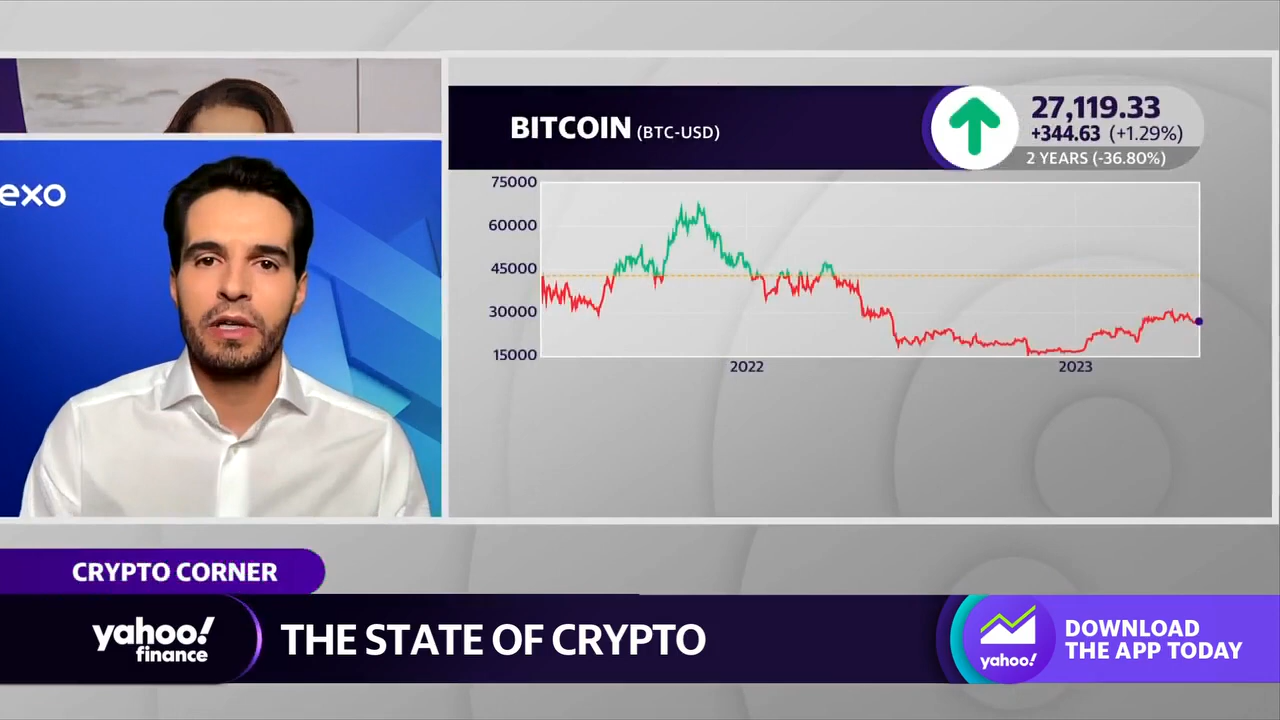 exo
BITCOIN (BTC-USD)
27,119.33
+344.63 (+1.29%)
2 YEARS (-36.80%)
75000
60000
45000
30000
15000
2022
2023
CRYPTO CORNER
yahoo!
finance
THE STATE OF CRYPTO
yahoo!
DOWNLOAD
THE APP TODAY